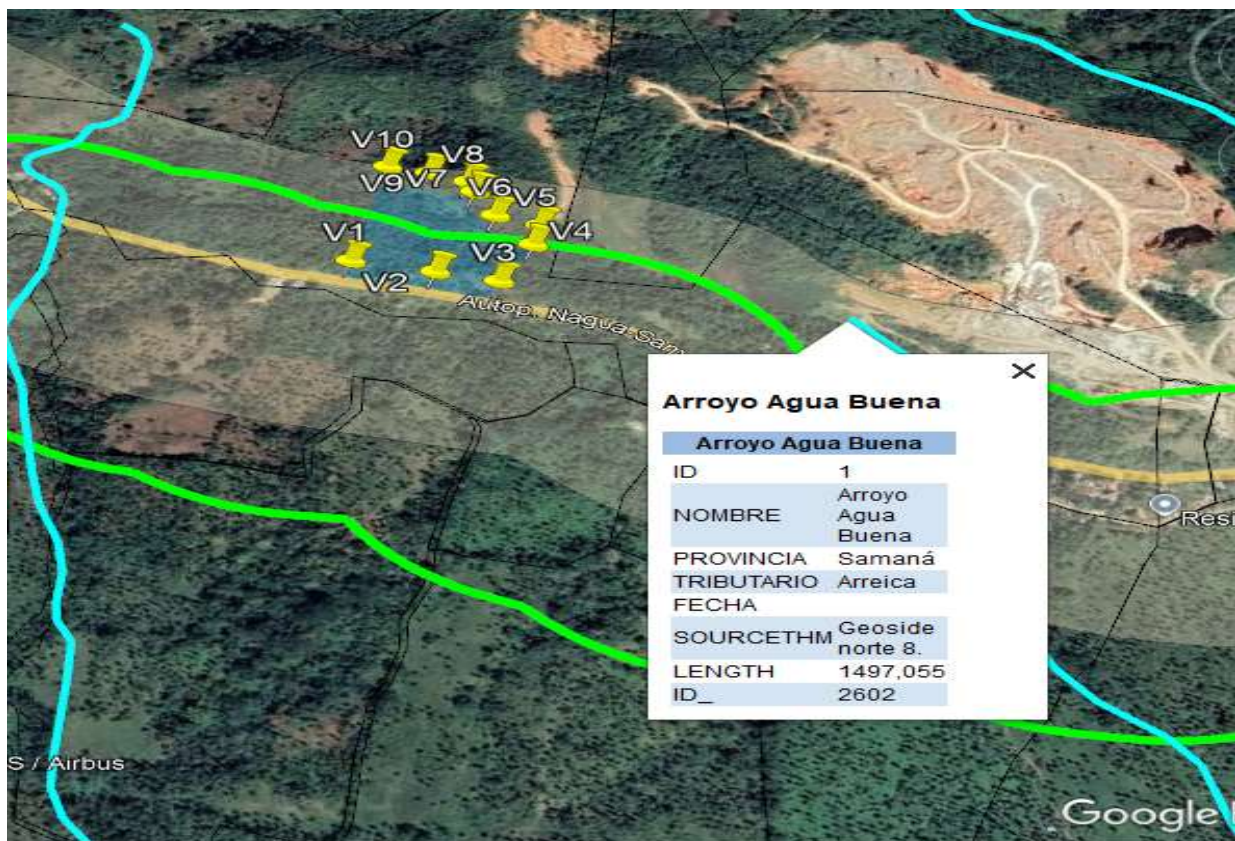 V10
V8
V9
V7
V6
V5
V1
V4
V3
V2
Autop. Nagua-Sam
Arroyo Agua Buena
Arroyo Agua Buena
ID 1
NOMBRE Arroyo
Agua
Buena
PROVINCIA Samaná
TRIBUTARIO Arreica
FECHA
SOURCETHM Geoside
norte 8.
LENGTH 1497,055
ID_ 2602
Resi
S / Airbus
Google